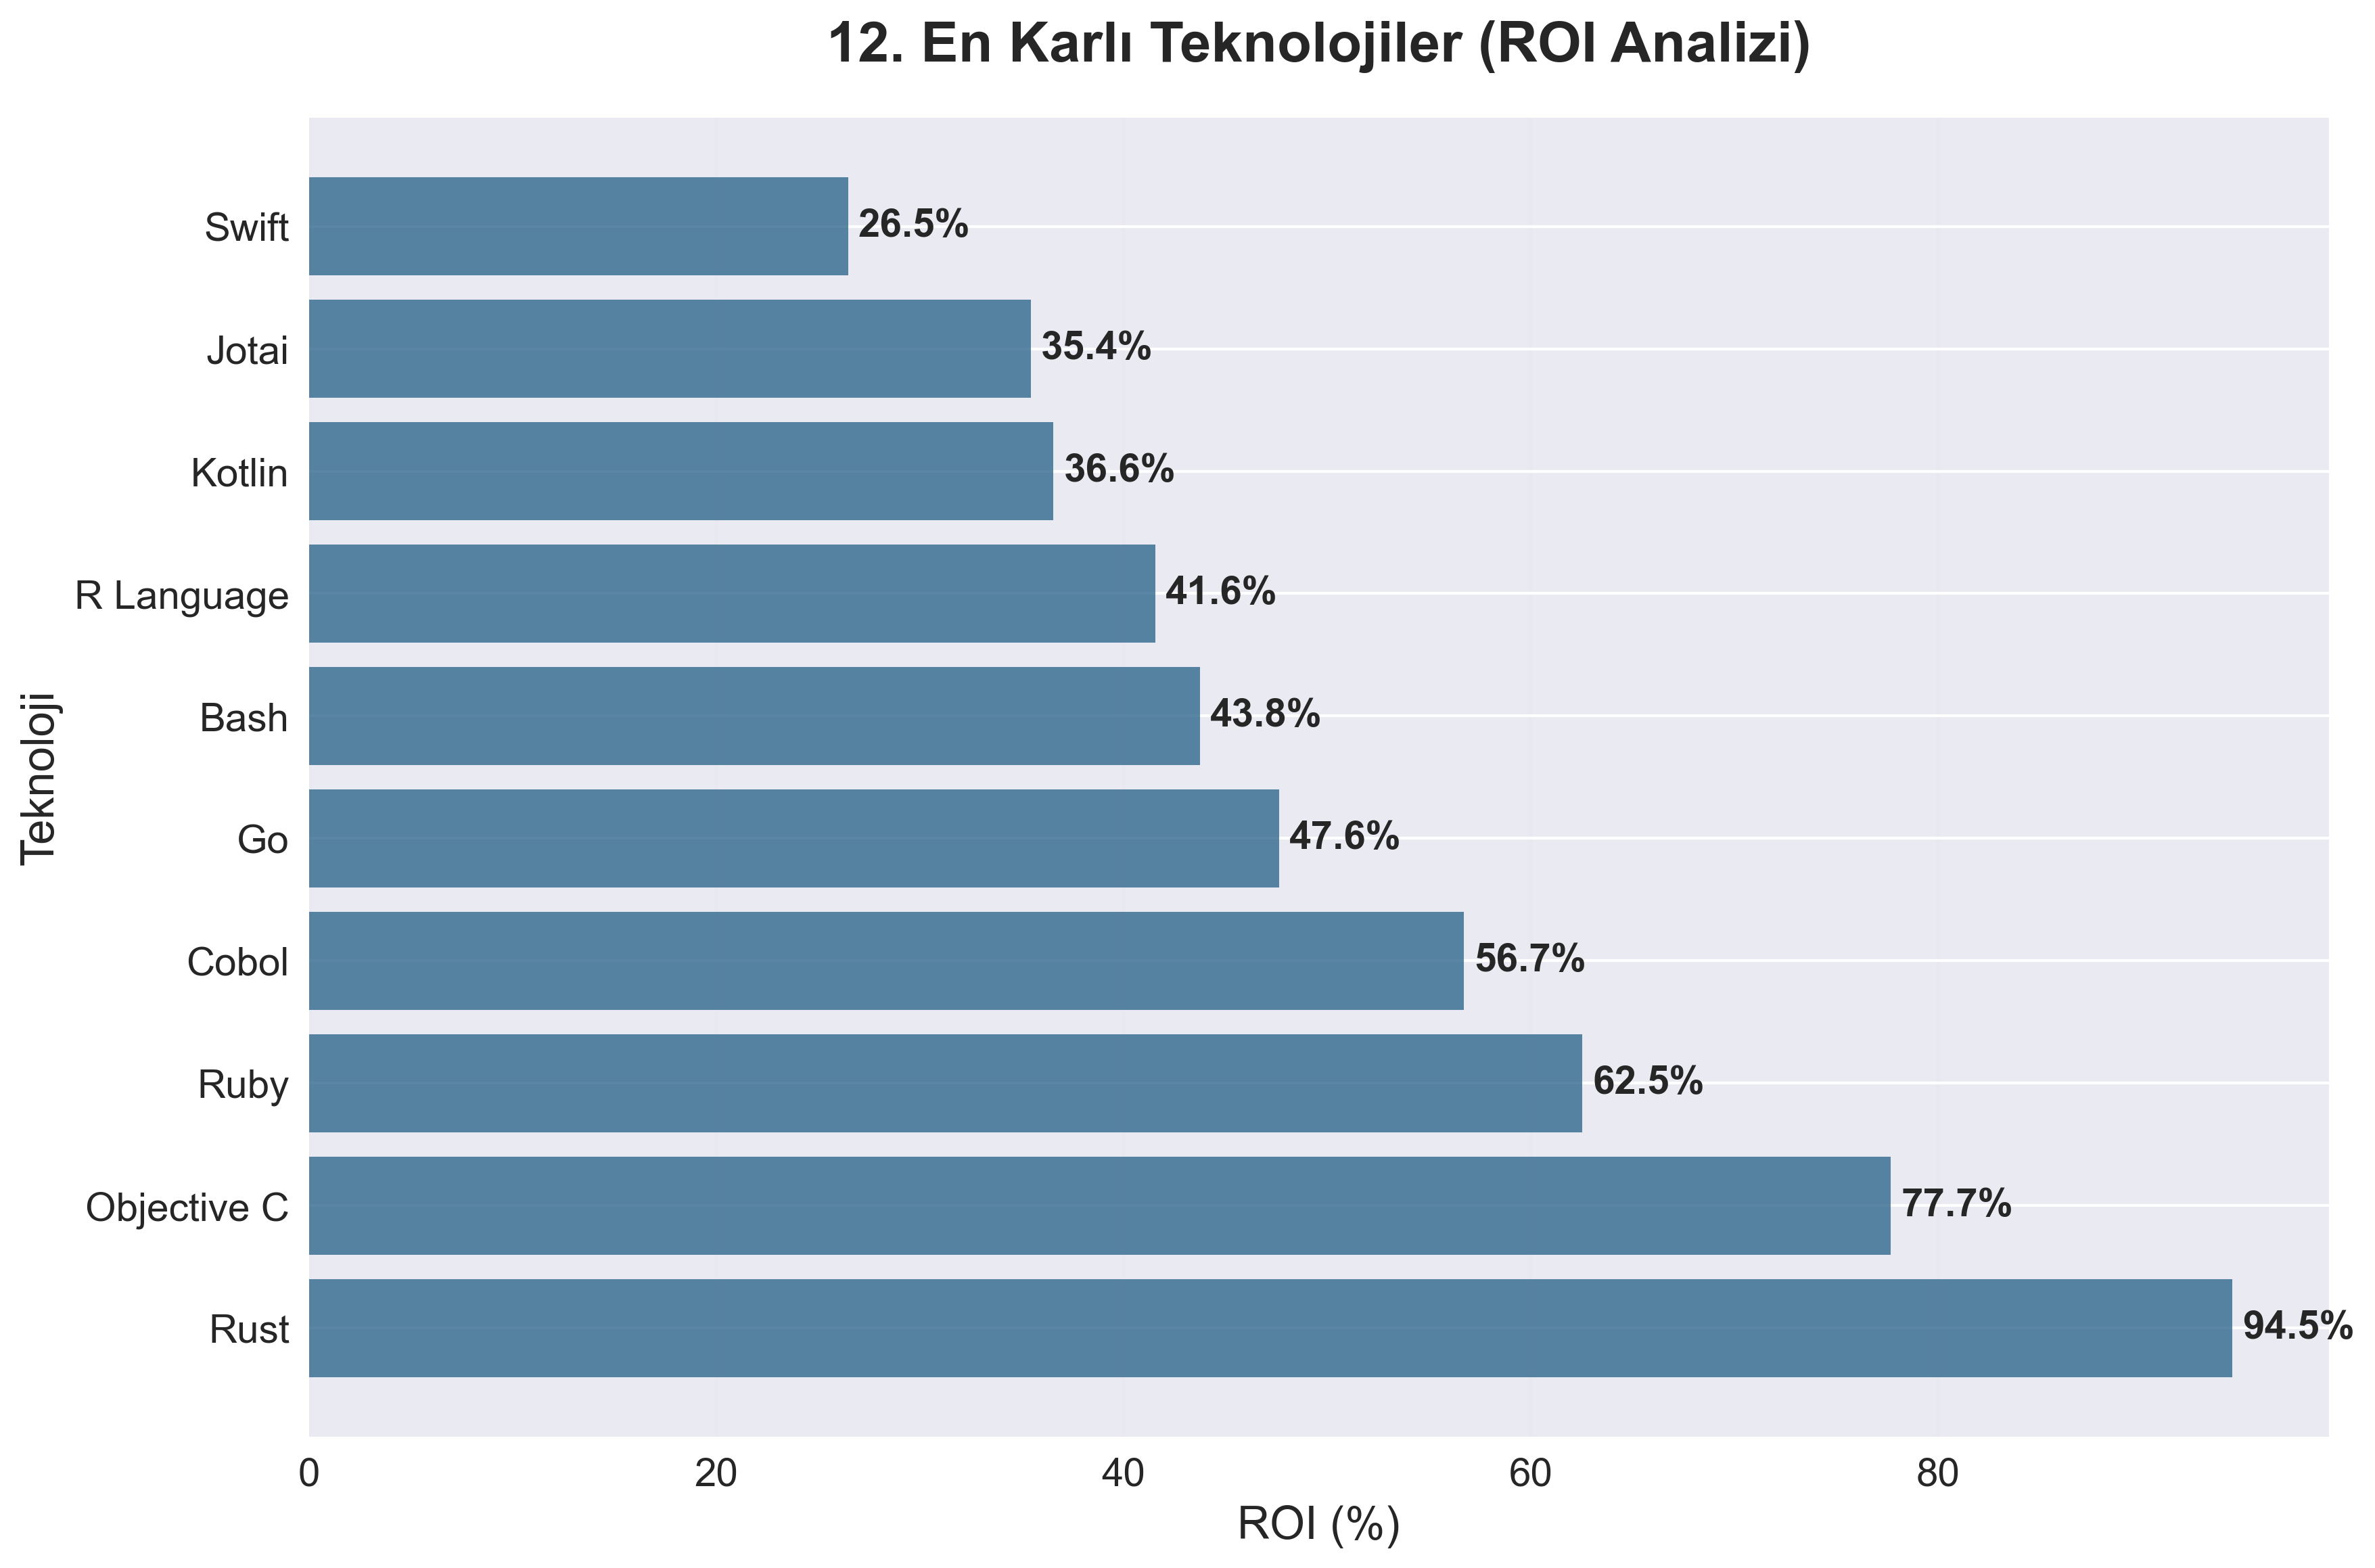 12. En Karlı Teknolojiler (ROI Analizi)
Teknoloji
Swift 26.5%
Jotai 35.4%
Kotlin 36.6%
R Language 41.6%
Bash 43.8%
Go 47.6%
Cobol 56.7%
Ruby 62.5%
Objective C 77.7%
Rust 94.5%
0 20 40 60 80
ROI (%)